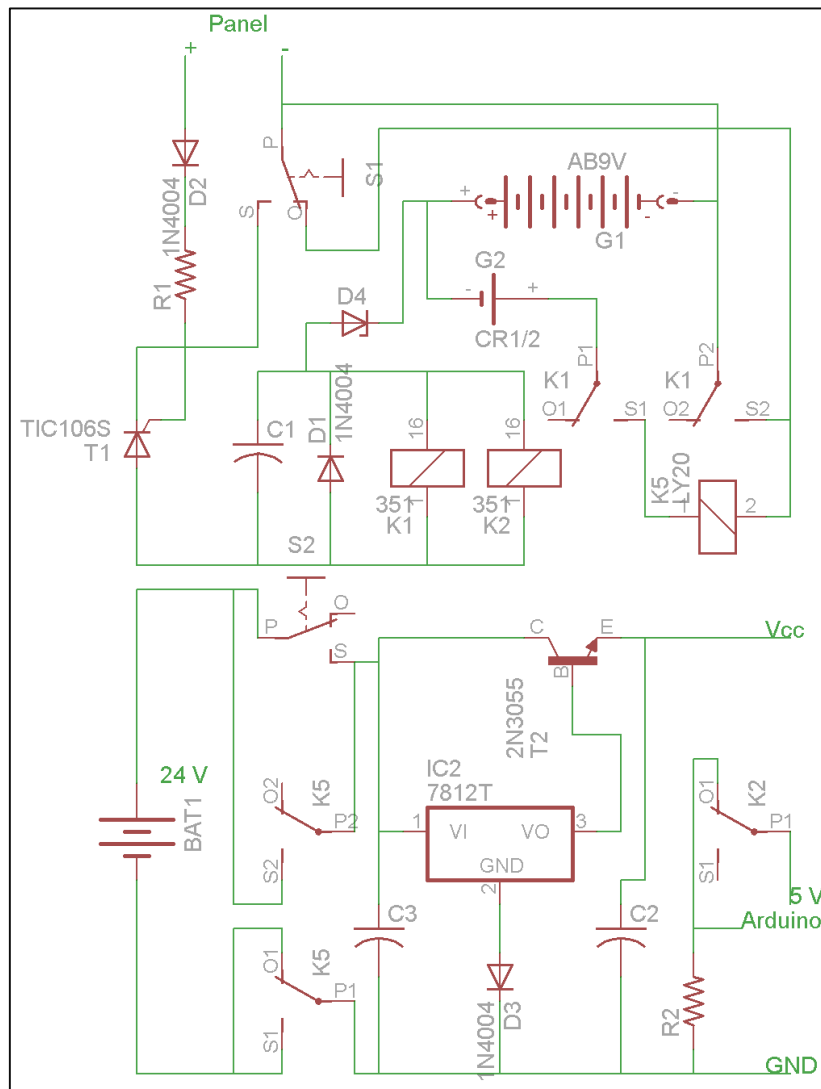 Panel
+
-
P
S1
S
O
1N4004
D2
R1
AB9V
+
+
-
-
G1
G2
-
+
CR1/2
D4
P1
P2
K1
K1
O1
S1
O2
S2
TIC106S
T1
C1
D1
1N4004
16
16
351
1
K1
351
1
K2
K5
LY20
1
2
S2
P
O
S
C
E
B
Vcc
2N3055
T2
24 V
BAT1
O2
K5
P2
S2
IC2
7812T
1
VI
VO
3
GND
2
O1
K2
P1
S1
5 V
Arduino
C3
C2
O1
K5
P1
S1
1N4004
D3
R2
GND